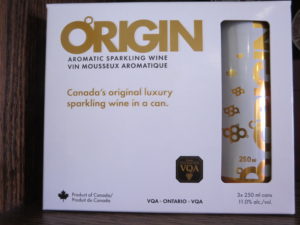 ORIGIN
AROMATIC SPARKLING WINE
VIN MOUSSEUX AROMATIQUE
Canada's original luxury
sparkling wine in a can.
250 ml
VQA
Product of Canada/
Produit du Canada
VQA - ONTARIO - VQA
3x 250 ml cans
11.0% alc./vol.